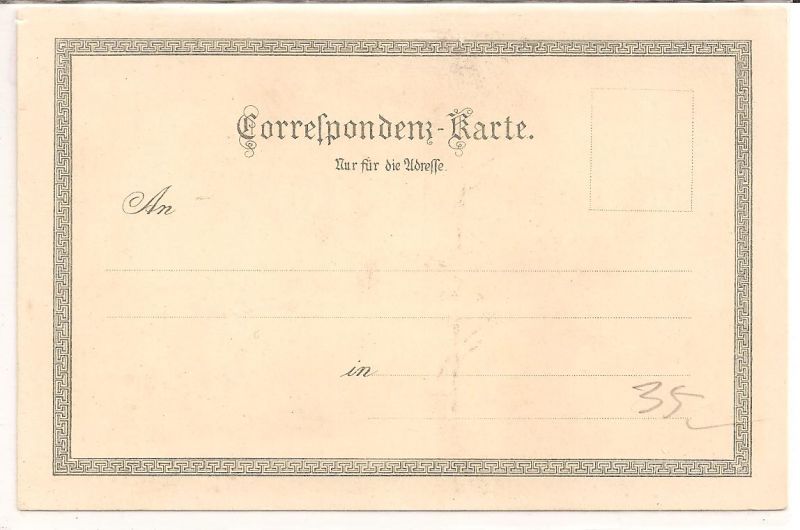 Correſpondenz-Karte.
Nur für die Adreſſe.
An
in
35